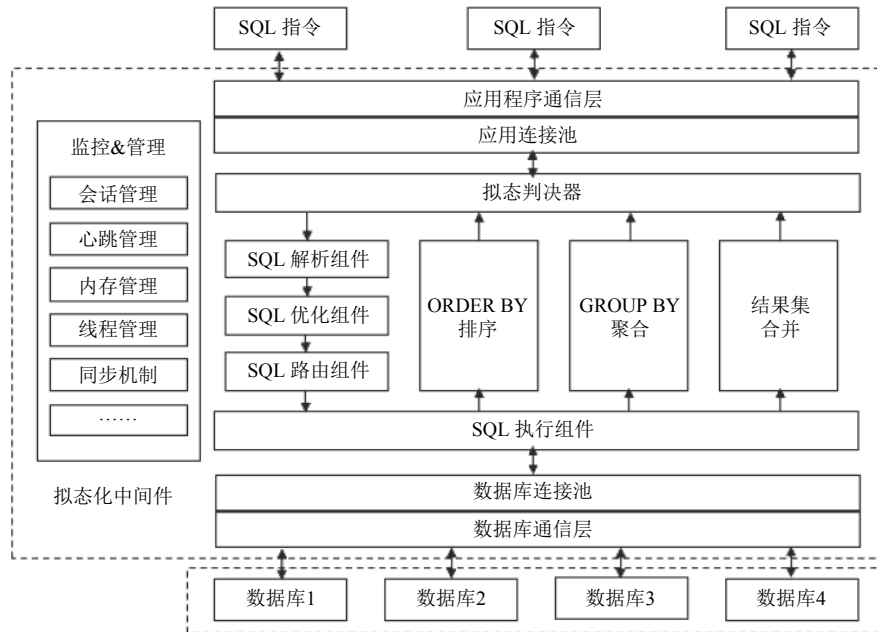 SQL 指令
SQL 指令
SQL 指令
应用程序通信层
应用连接池
监控&管理
会话管理
心跳管理
内存管理
线程管理
同步机制
……
拟态化中间件
拟态判决器
SQL 解析组件
SQL 优化组件
SQL 路由组件
ORDER BY
排序
GROUP BY
聚合
结果集
合并
SQL 执行组件
数据库连接池
数据库通信层
数据库1
数据库2
数据库3
数据库4